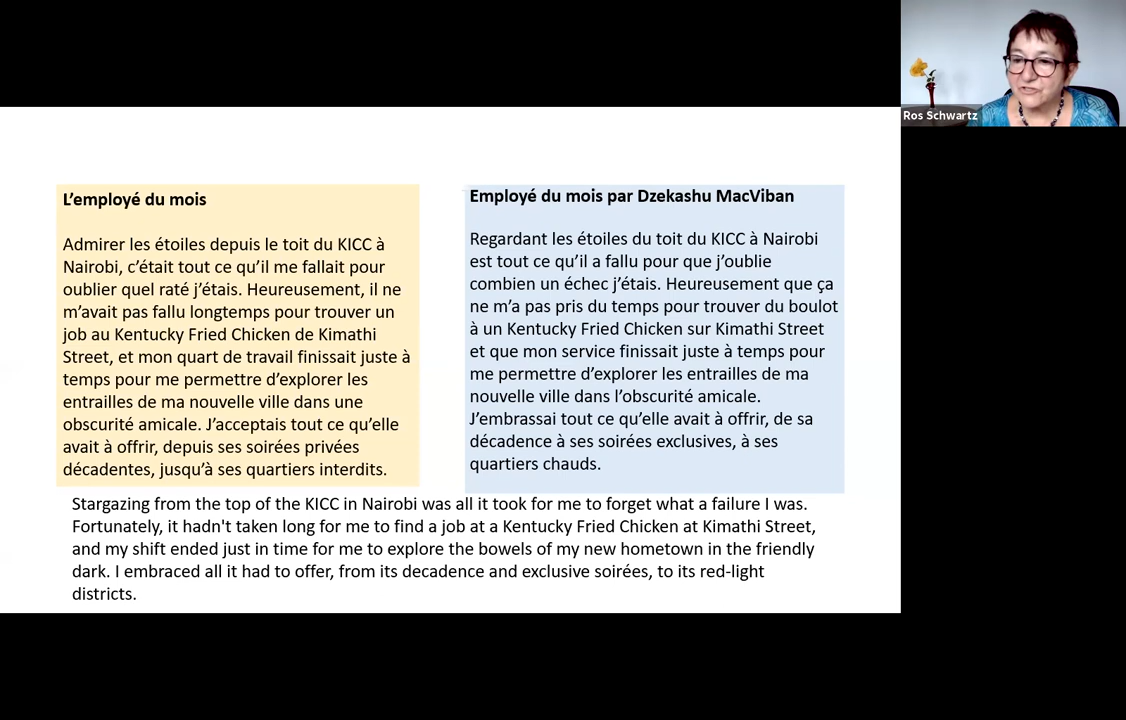 Ros Schwartz
L’employé du mois
Admirer les étoiles depuis le toit du KICC à
Nairobi, c’était tout ce qu’il me fallait pour
oublier quel raté j’étais. Heureusement, il ne
m’avait pas fallu longtemps pour trouver un
job au Kentucky Fried Chicken de Kimathi
Street, et mon quart de travail finissait juste à
temps pour me permettre d’explorer les
entrailles de ma nouvelle ville dans une
obscurité amicale. J’acceptais tout ce qu’elle
avait à offrir, depuis ses soirées privées
décadentes, jusqu’à ses quartiers interdits.
Employé du mois par Dzekashu MacViban
Regardant les étoiles du toit du KICC à Nairobi
est tout ce qu’il a fallu pour que j’oublie
combien un échec j’étais. Heureusement que ça
ne m’a pas pris du temps pour trouver du boulot
à un Kentucky Fried Chicken sur Kimathi Street
et que mon service finissait juste à temps pour
me permettre d’explorer les entrailles de ma
nouvelle ville dans l’obscurité amicale.
J’embrassai tout ce qu’elle avait à offrir, de sa
décadence à ses soirées exclusives, à ses
quartiers chauds.
Stargazing from the top of the KICC in Nairobi was all it took for me to forget what a failure I was.
Fortunately, it hadn't taken long for me to find a job at a Kentucky Fried Chicken at Kimathi Street,
and my shift ended just in time for me to explore the bowels of my new hometown in the friendly
dark. I embraced all it had to offer, from its decadence and exclusive soirées, to its red-light
districts.